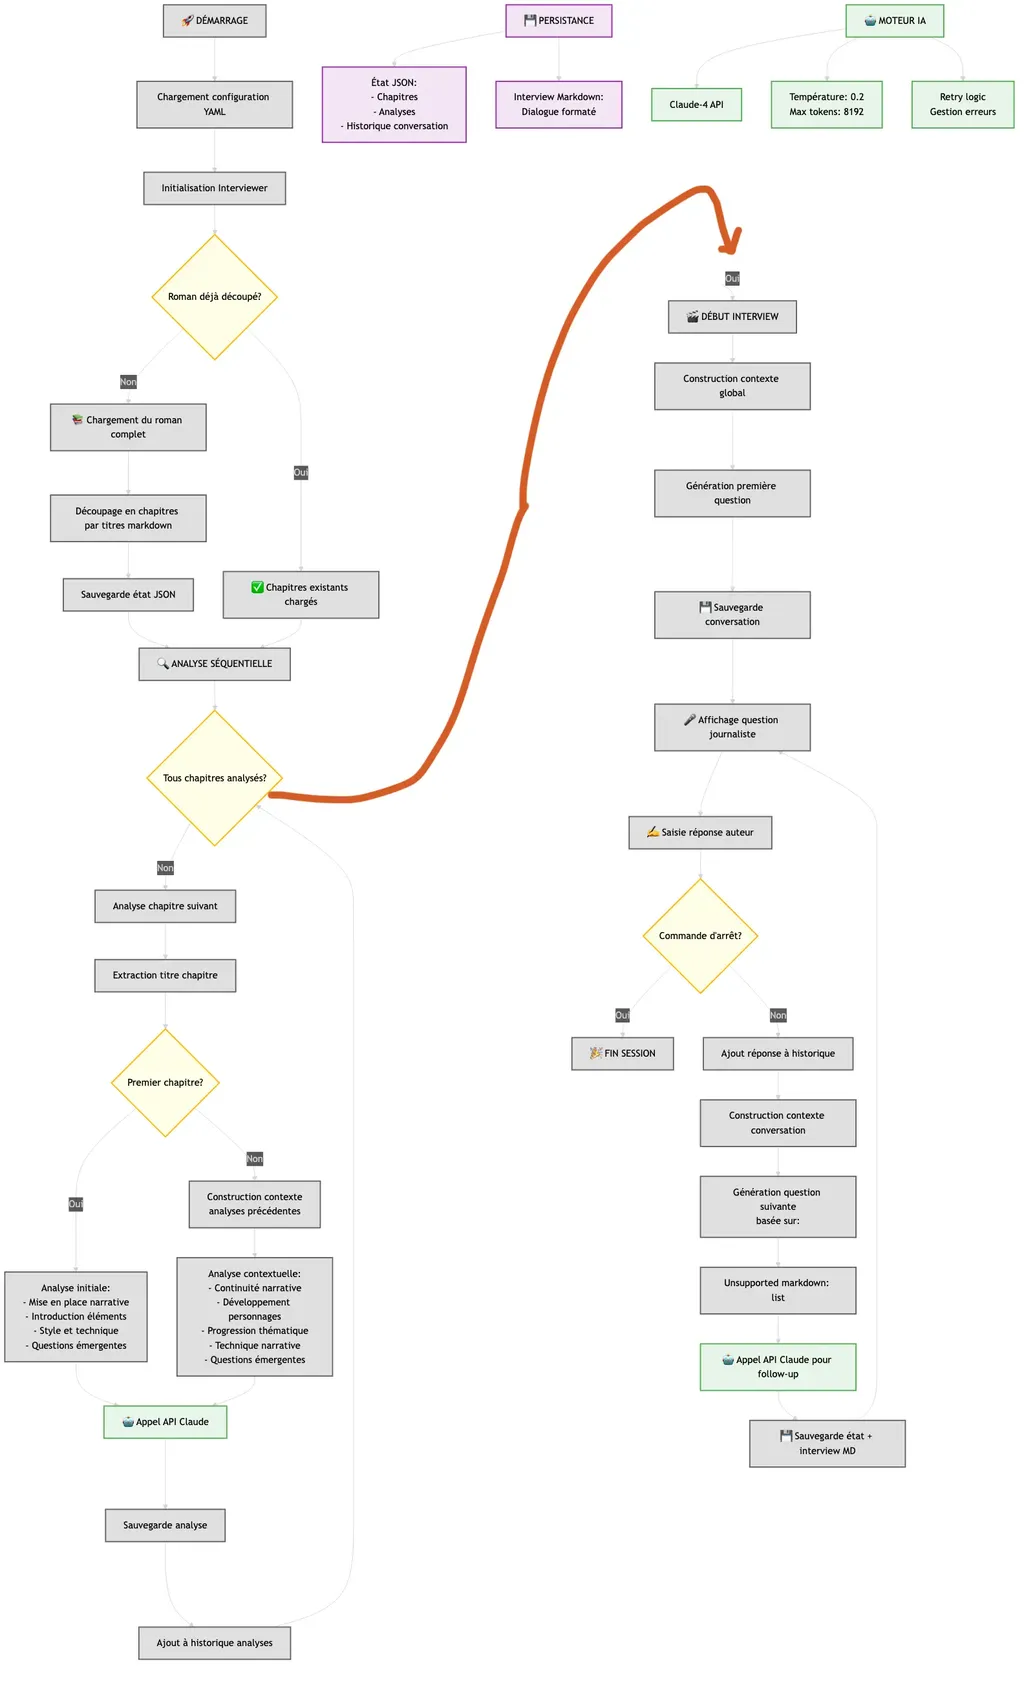 🚀 DÉMARRAGE
💾 PERSISTANCE
🤖 MOTEUR IA
Chargement configuration
YAML
État JSON:
- Chapitres
- Analyses
- Historique conversation
Interview Markdown:
Dialogue formaté
Claude-4 API
Température: 0.2
Max tokens: 8192
Retry logic
Gestion erreurs
Initialisation Interviewer
Roman déjà découpé?
Non
📚 Chargement du roman
complet
Oui
Découpage en chapitres
par titres markdown
Sauvegarde état JSON
✅ Chapitres existants
chargés
🔍 ANALYSE SÉQUENTIELLE
Tous chapitres analysés?
Non
Analyse chapitre suivant
Extraction titre chapitre
Premier chapitre?
Non
Construction contexte
analyses précédentes
Oui
Analyse initiale:
- Mise en place narrative
- Introduction éléments
- Style et technique
- Questions émergentes
Analyse contextuelle:
- Continuité narrative
- Développement
personnages
- Progression thématique
- Technique narrative
- Questions émergentes
🤖 Appel API Claude
Sauvegarde analyse
Ajout à historique analyses
Oui
🎬 DÉBUT INTERVIEW
Construction contexte
global
Génération première
question
💾 Sauvegarde
conversation
🎤 Affichage question
journaliste
✍️ Saisie réponse auteur
Commande d'arrêt?
Oui
Non
🎉 FIN SESSION
Ajout réponse à historique
Construction contexte
conversation
Génération question
suivante
basée sur:
Unsupported markdown:
list
🤖 Appel API Claude pour
follow-up
💾 Sauvegarde état +
interview MD